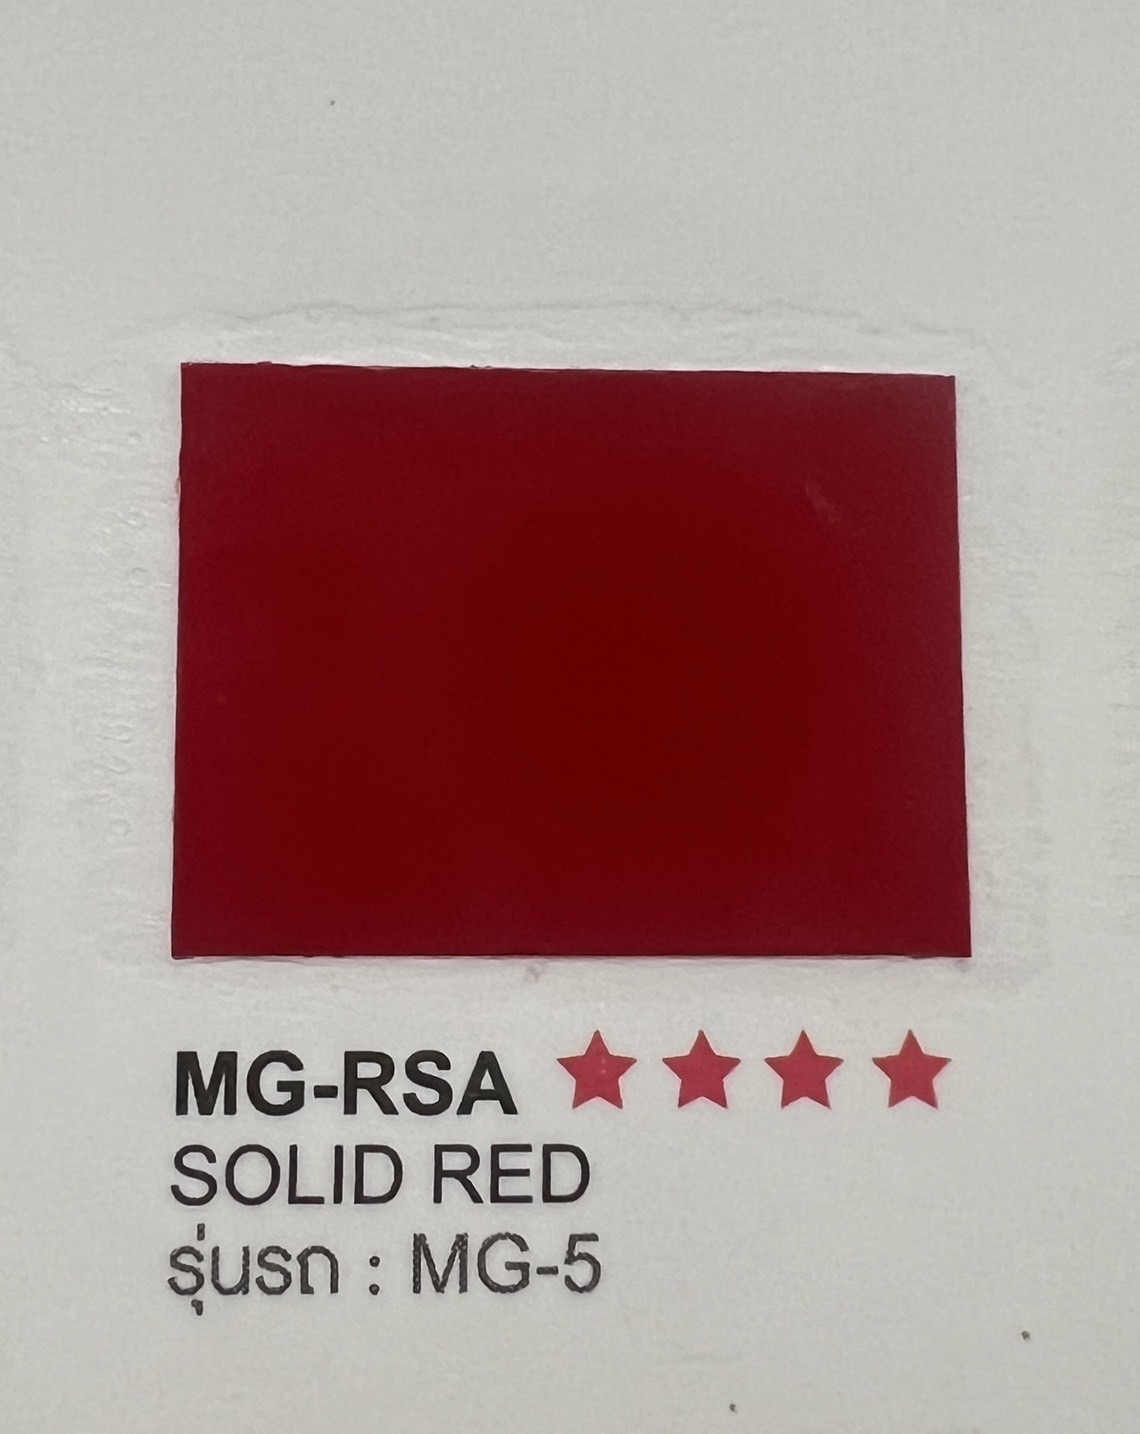 MG-RSA ★ ★ ★ ★
SOLID RED
รุ่นรถ : MG-5